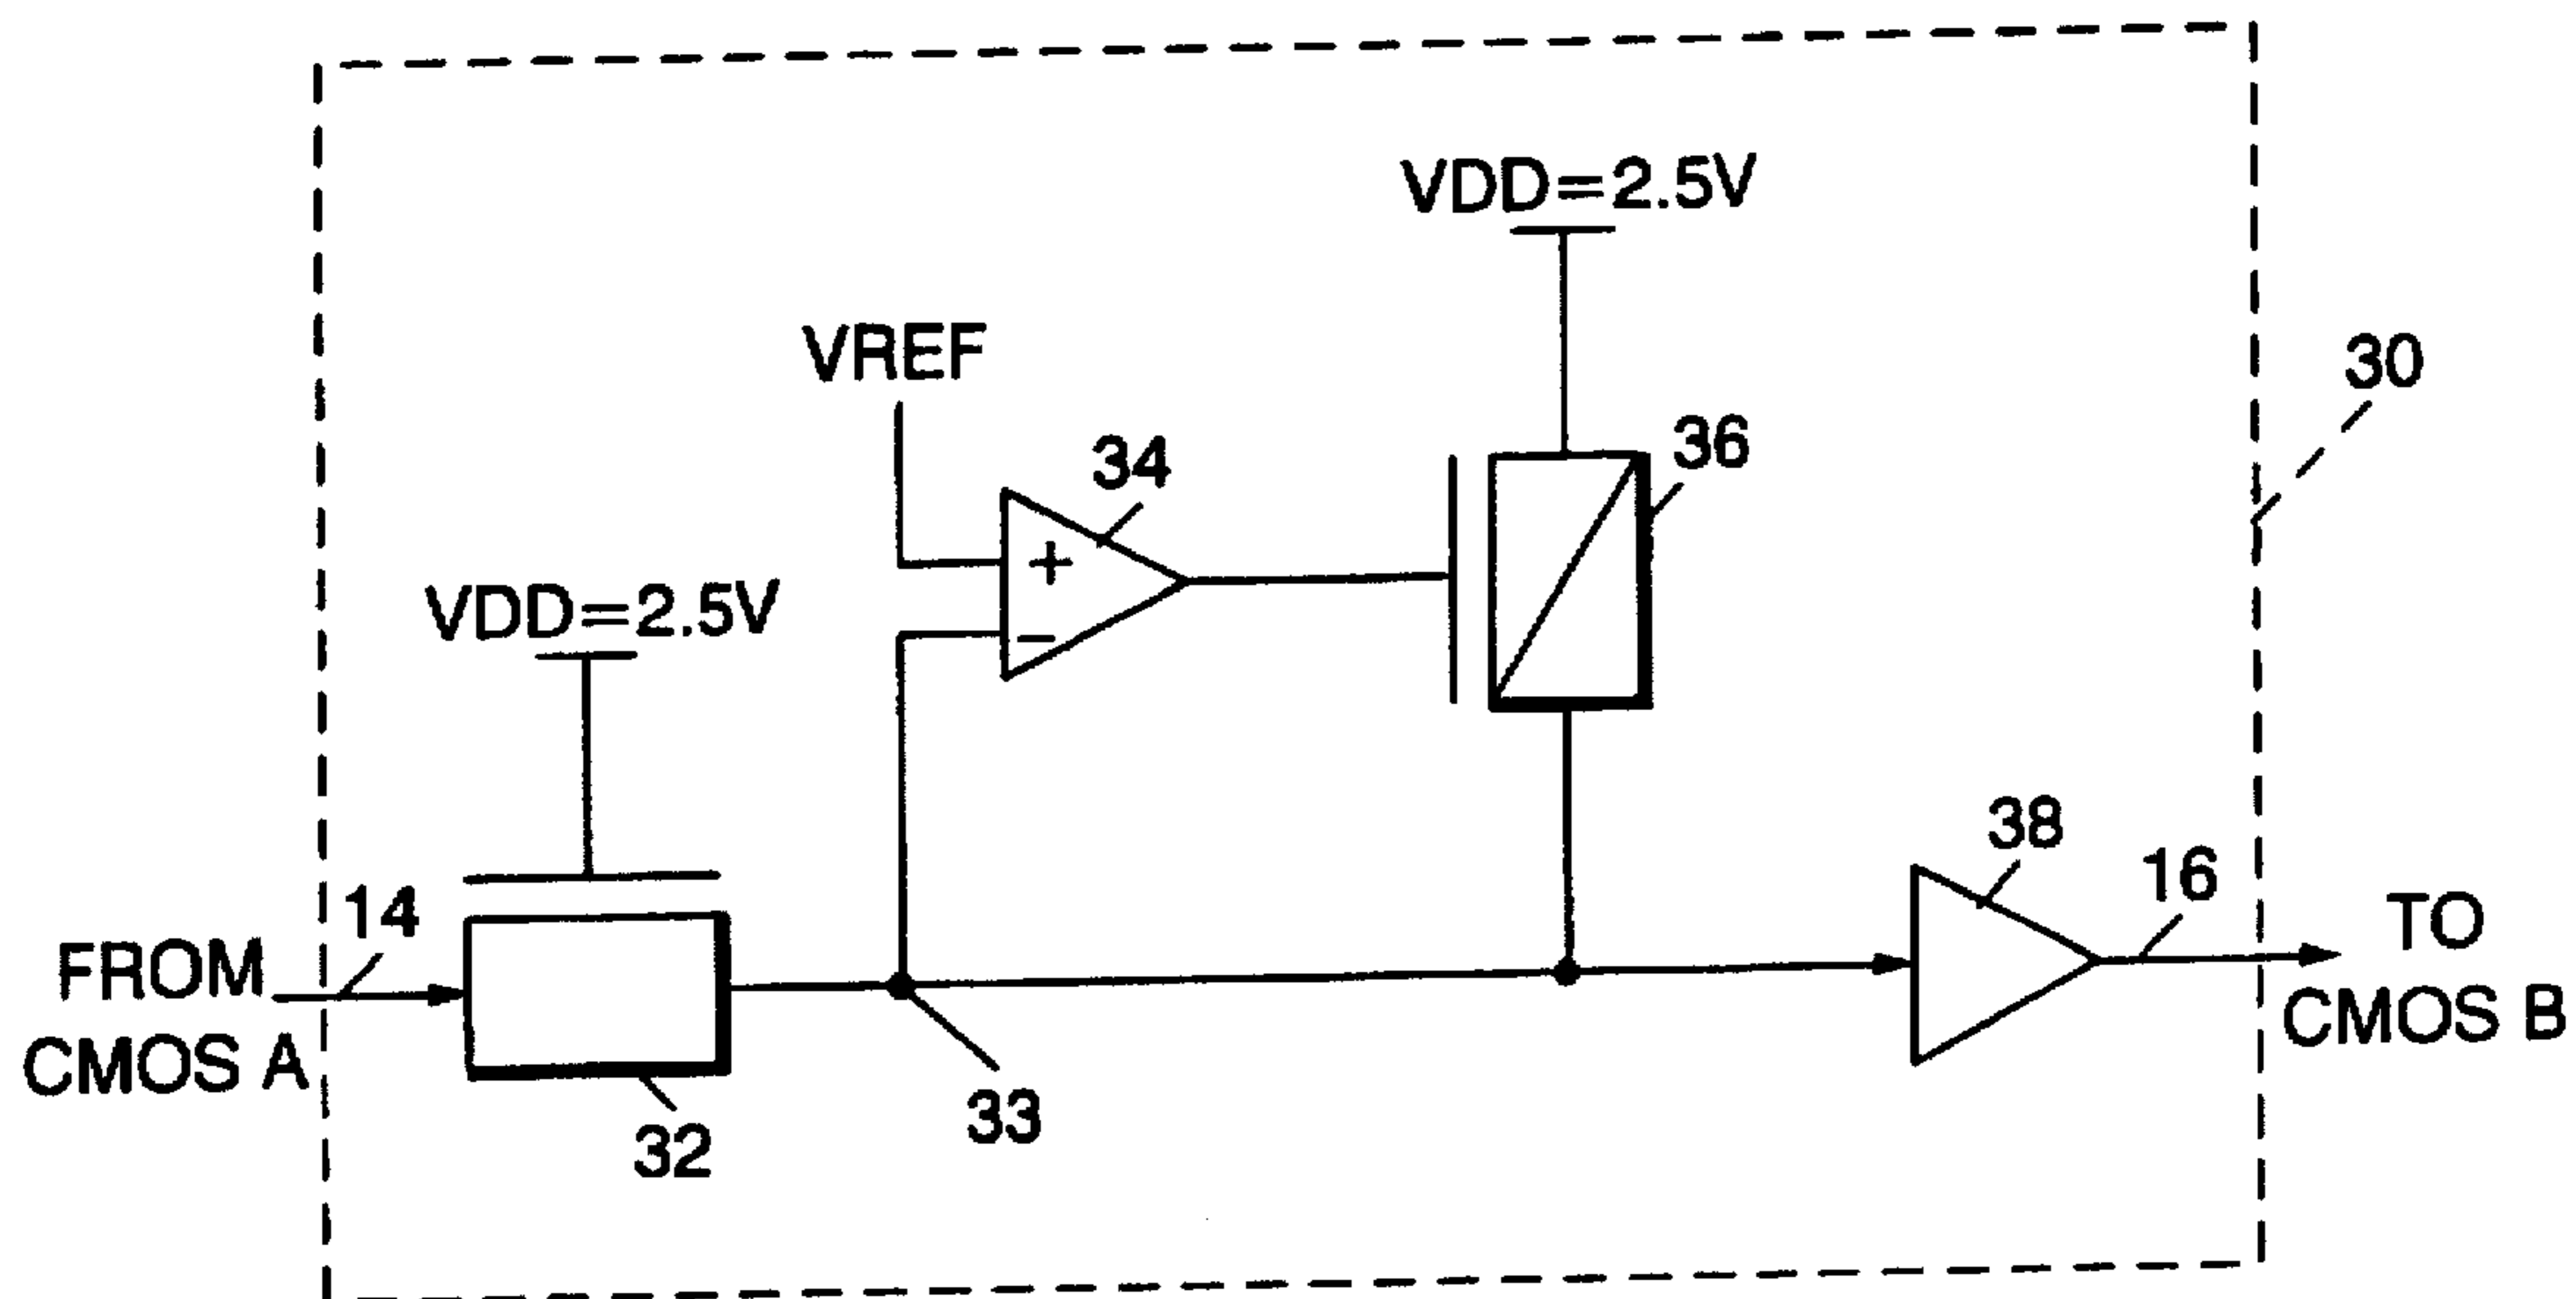 VDD=2.5V
VREF
30
36
34
+
VDD=2.5V
−
38
16
14
TO
FROM
CMOS B
CMOS A
33
32